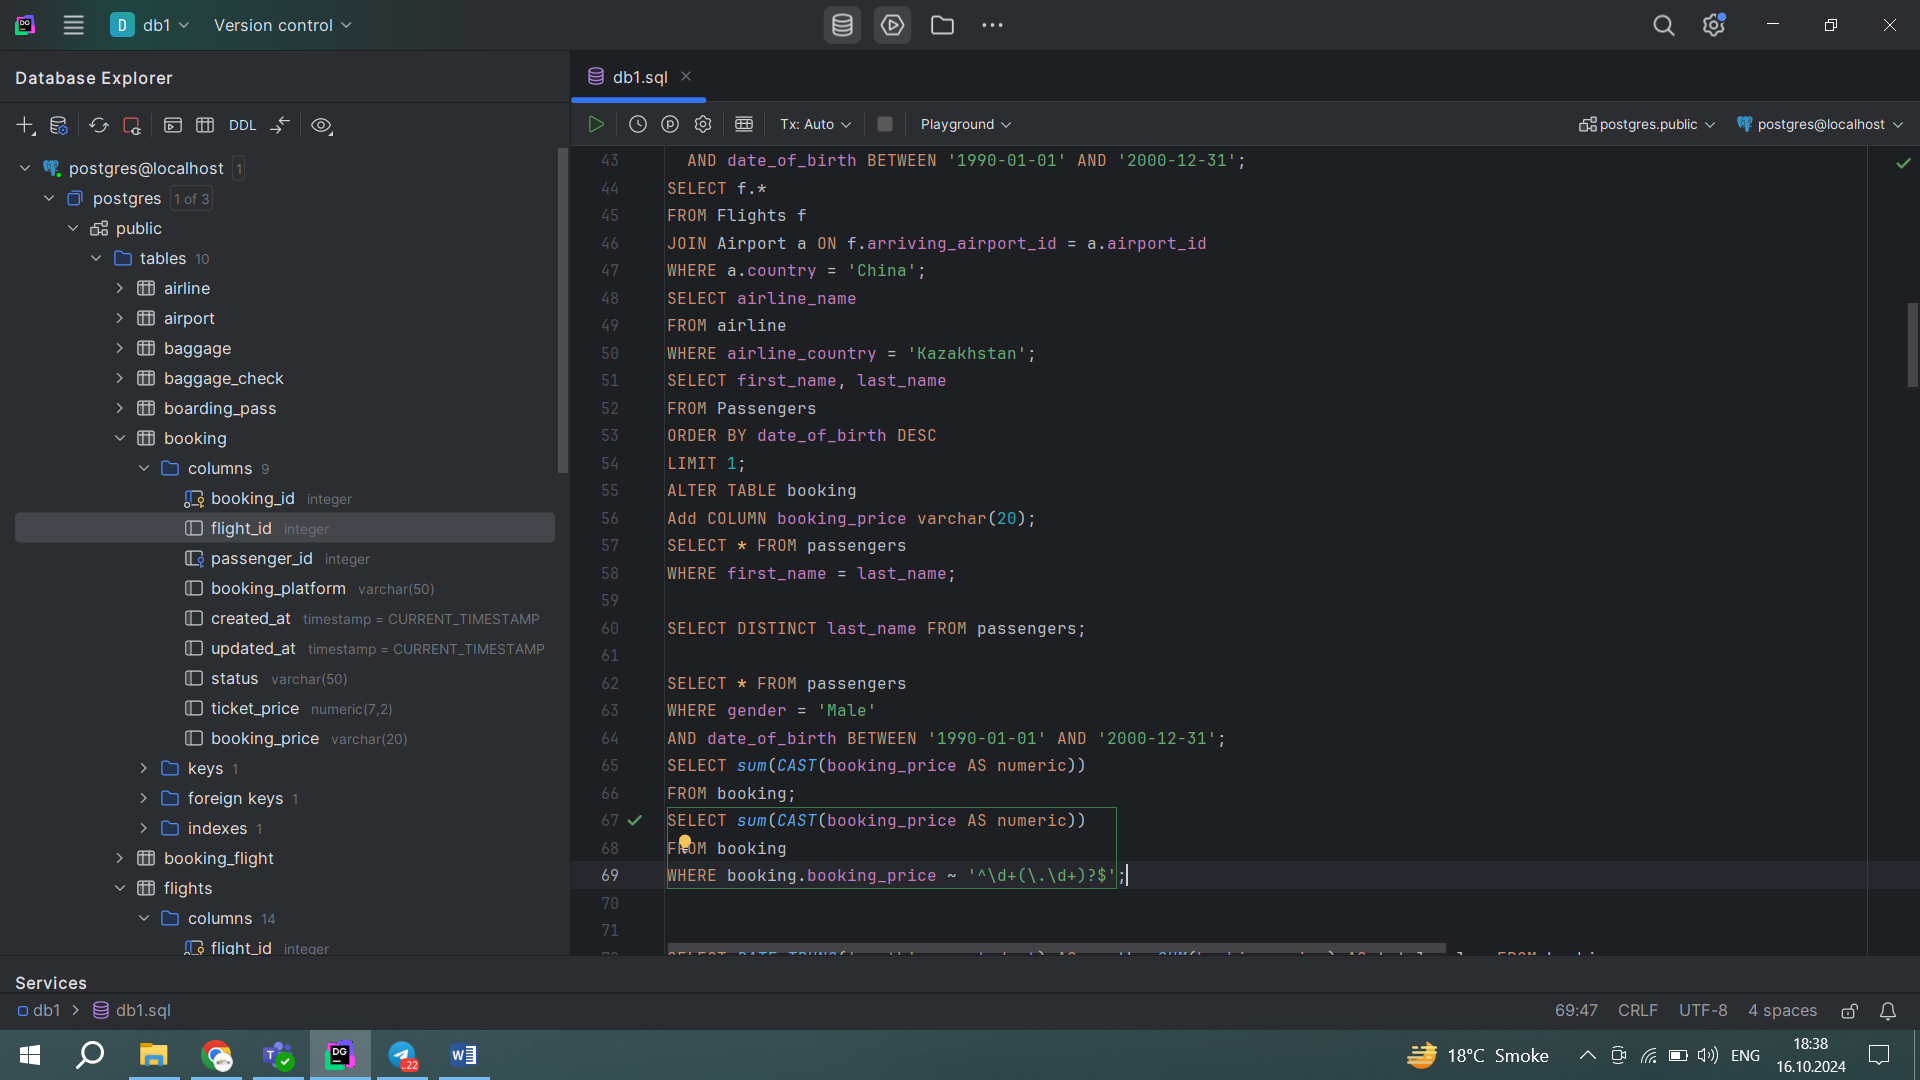 D db1 Version control
Database Explorer
db1.sql
DDL
Tx: Auto
Playground
postgres.public
postgres@localhost
postgres@localhost 1
postgres 1 of 3
public
tables 10
airline
airport
baggage
baggage_check
boarding_pass
booking
columns 9
booking_id integer
flight_id integer
passenger_id integer
booking_platform varchar(50)
created_at timestamp = CURRENT_TIMESTAMP
updated_at timestamp = CURRENT_TIMESTAMP
status varchar(50)
ticket_price numeric(7,2)
booking_price varchar(20)
keys 1
foreign keys 1
indexes 1
booking_flight
flights
columns 14
flight_id integer
43 AND date_of_birth BETWEEN '1990-01-01' AND '2000-12-31';
44 SELECT f.*
45 FROM Flights f
46 JOIN Airport a ON f.arriving_airport_id = a.airport_id
47 WHERE a.country = 'China';
48 SELECT airline_name
49 FROM airline
50 WHERE airline_country = 'Kazakhstan';
51 SELECT first_name, last_name
52 FROM Passengers
53 ORDER BY date_of_birth DESC
54 LIMIT 1;
55 ALTER TABLE booking
56 Add COLUMN booking_price varchar(20);
57 SELECT * FROM passengers
58 WHERE first_name = last_name;
59
60 SELECT DISTINCT last_name FROM passengers;
61
62 SELECT * FROM passengers
63 WHERE gender = 'Male'
64 AND date_of_birth BETWEEN '1990-01-01' AND '2000-12-31';
65 SELECT sum(CAST(booking_price AS numeric))
66 FROM booking;
67 SELECT sum(CAST(booking_price AS numeric))
68 FROM booking
69 WHERE booking.booking_price ~ '^\d+(\.\d+)?$';
70
71
Services
db1 > db1.sql
69:47 CRLF UTF-8 4 spaces
DG
..22
18°C Smoke
ENG
18:38
16.10.2024